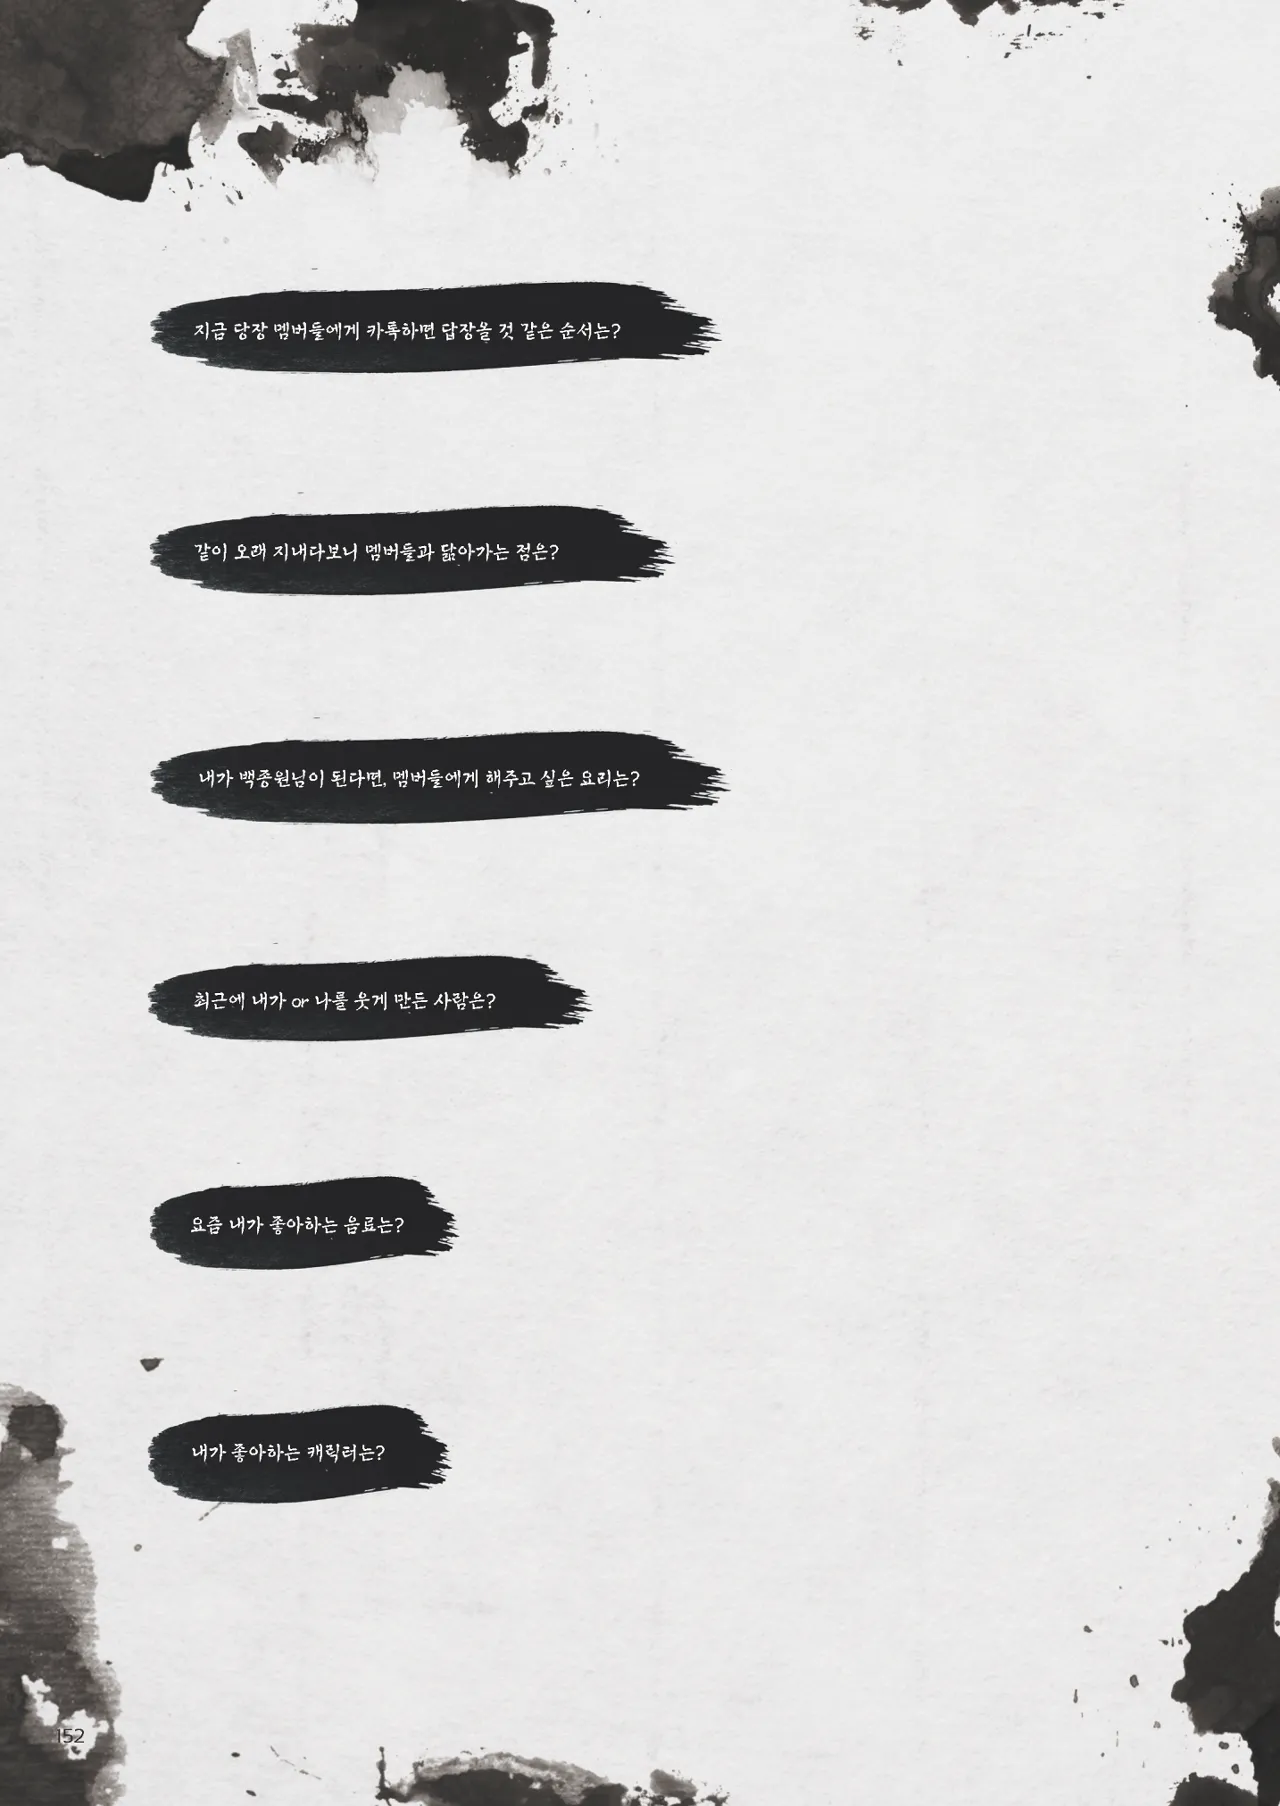 지금 당장 멤버들에게 카톡하면 답장올 것 같은 순서는?
같이 오래 지내다보니 멤버들과 닮아가는 점은?
내가 백종원님이 된다면, 멤버들에게 해주고 싶은 요리는?
최근에 내가 or 나를 웃게 만든 사람은?
요즘 내가 좋아하는 음료는?
내가 좋아하는 캐릭터는?
152